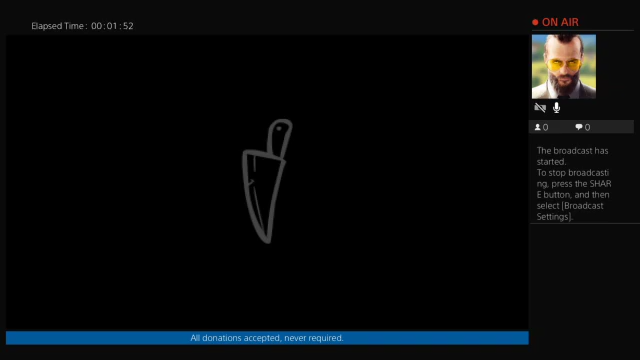 Elapsed Time: 00:01:52
ON AIR
0
0
The broadcast has
started.
To stop broadcasti
ng, press the SHAR
E button, and then
select [Broadcast
Settings].
All donations accepted, never required.